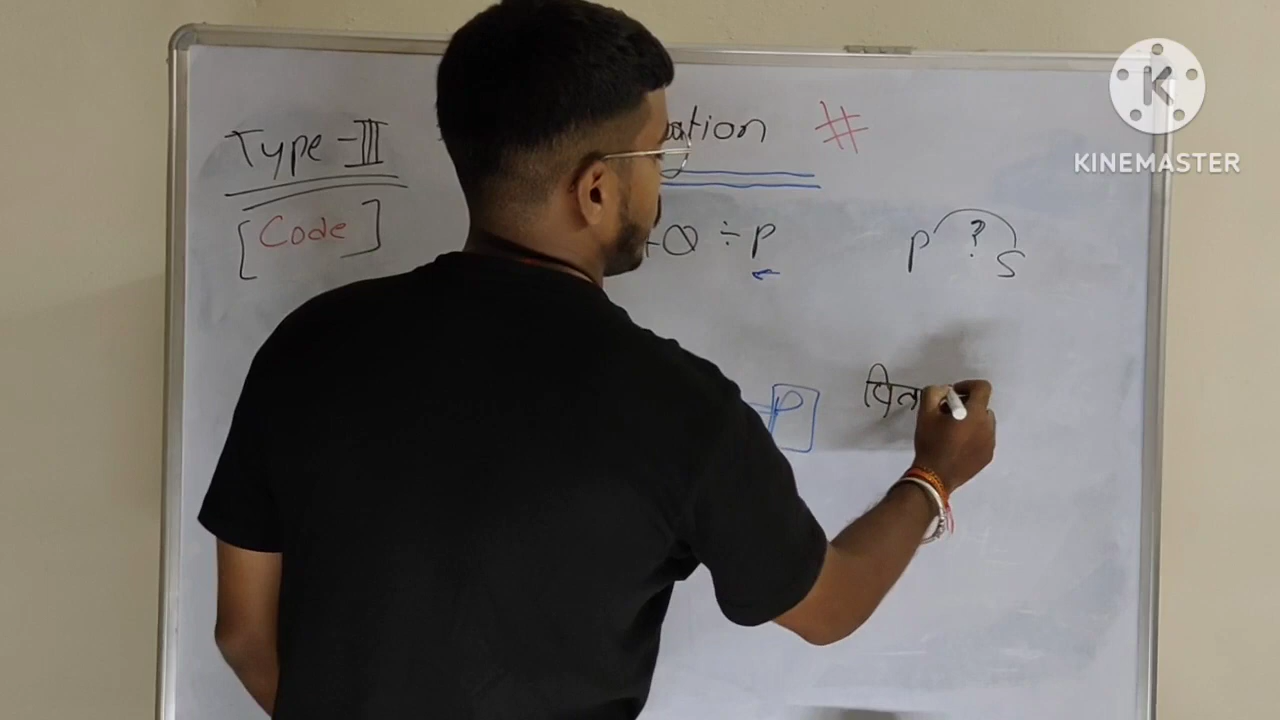 Type-III ation #
[Code] + Q ÷ P P ? S
= P
KINEMASTER